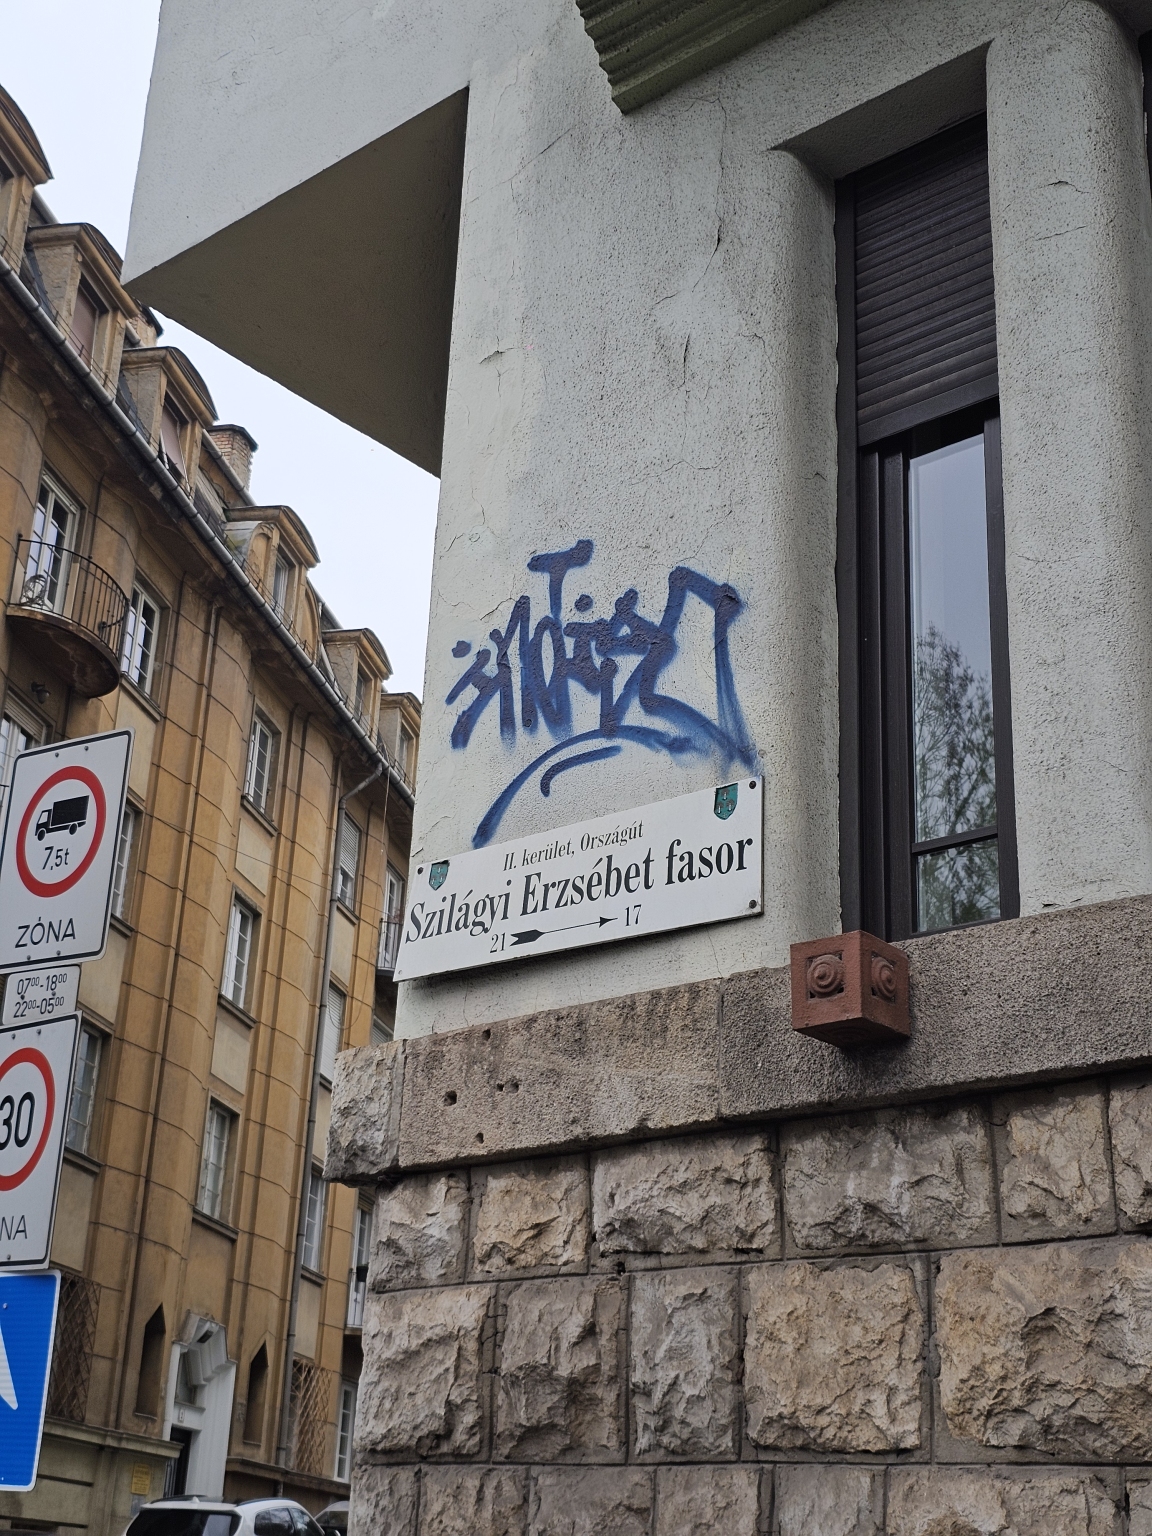 II. kerület, Országút
Szilágyi Erzsébet fasor
21 17
7,5t
ZÓNA
07⁰⁰-18⁰⁰
22⁰⁰-05⁰⁰
30